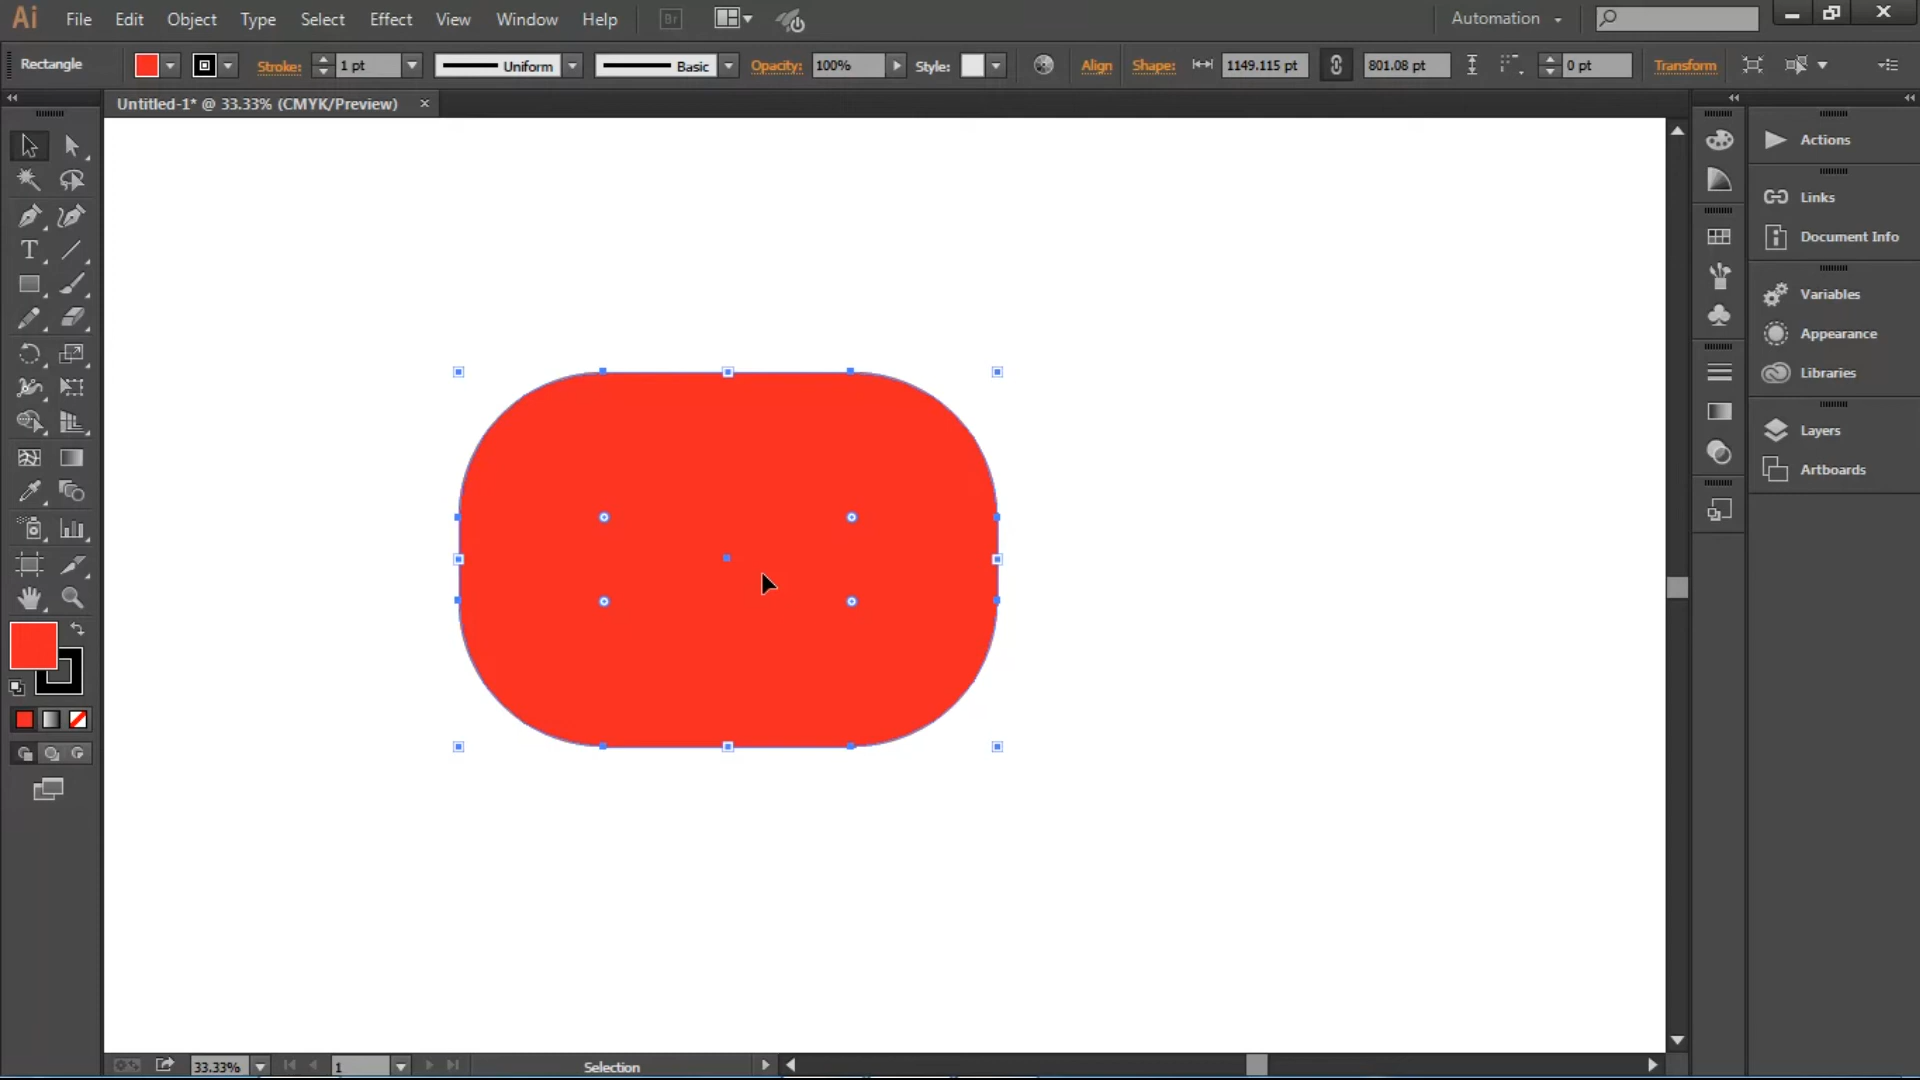 Ai File Edit Object Type Select Effect View Window Help Br Automation
Rectangle Stroke: 1 pt Uniform Basic Opacity: 100% Style: Align Shape: 1149.115 pt 801.08 pt 0 pt Transform
Untitled-1* @ 33.33% (CMYK/Preview) ×
Actions
Links
Document Info
Variables
Appearance
Libraries
Layers
Artboards
T
33.33% 1 Selection